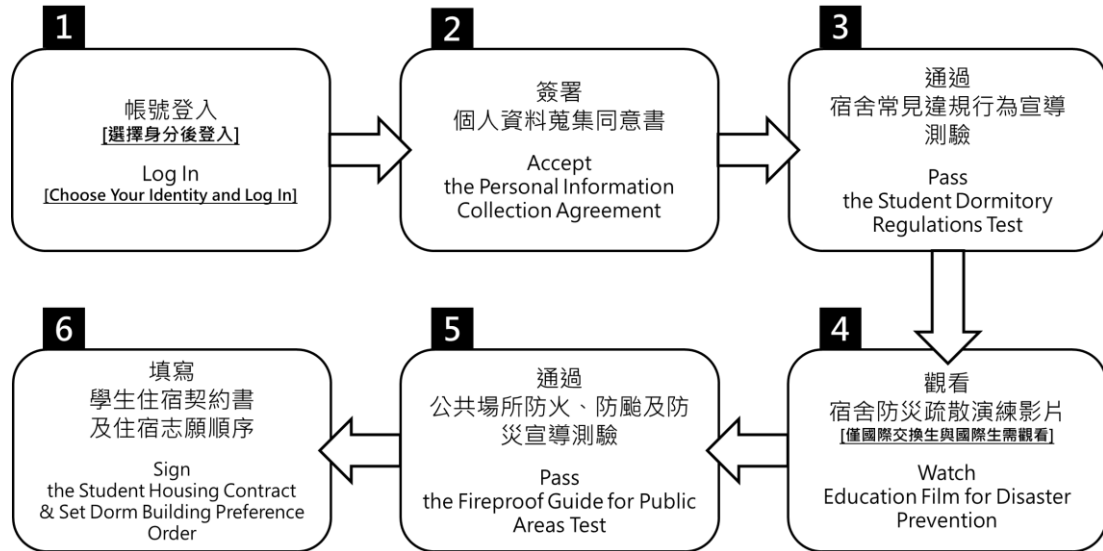 1
帳號登入
[選擇身分後登入]
Log In
[Choose Your Identity and Log In]
2
簽署
個人資料蒐集同意書
Accept
the Personal Information
Collection Agreement
3
通過
宿舍常見違規行為宣導
測驗
Pass
the Student Dormitory
Regulations Test
4
觀看
宿舍防災疏散演練影片
[僅國際交換生與國際生需觀看]
Watch
Education Film for Disaster
Prevention
5
通過
公共場所防火、防颱及防
災宣導測驗
Pass
the Fireproof Guide for Public
Areas Test
6
填寫
學生住宿契約書
及住宿志願順序
Sign
the Student Housing Contract
& Set Dorm Building Preference
Order